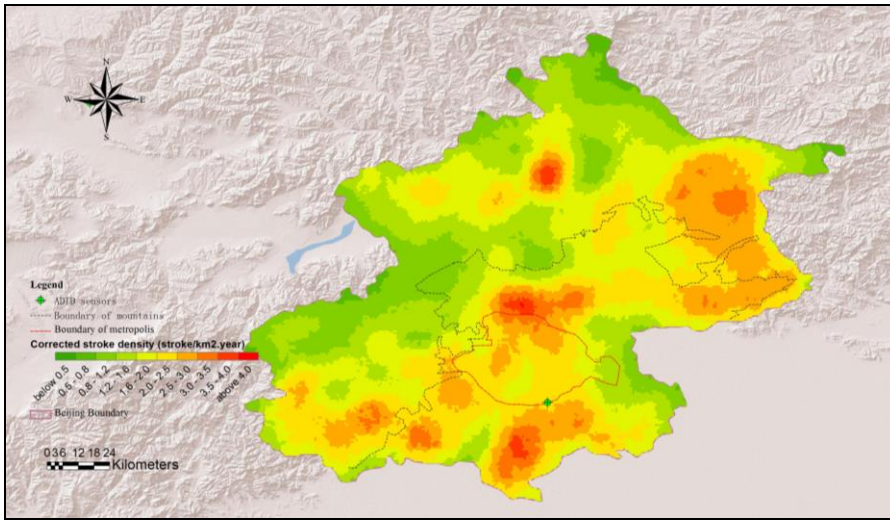 N
W E
S
Legend
ADTD sensors
Boundary of mountains
Boundary of metropolis
Corrected stroke density (stroke/km2.year)
below 0.5
0.5 - 0.8
0.8 - 1.2
1.2 - 1.6
1.6 - 2.0
2.0 - 2.5
2.5 - 3.0
3.0 - 3.5
3.5 - 4.0
above 4.0
Beijing Boundary
0 3 6 12 18 24
Kilometers